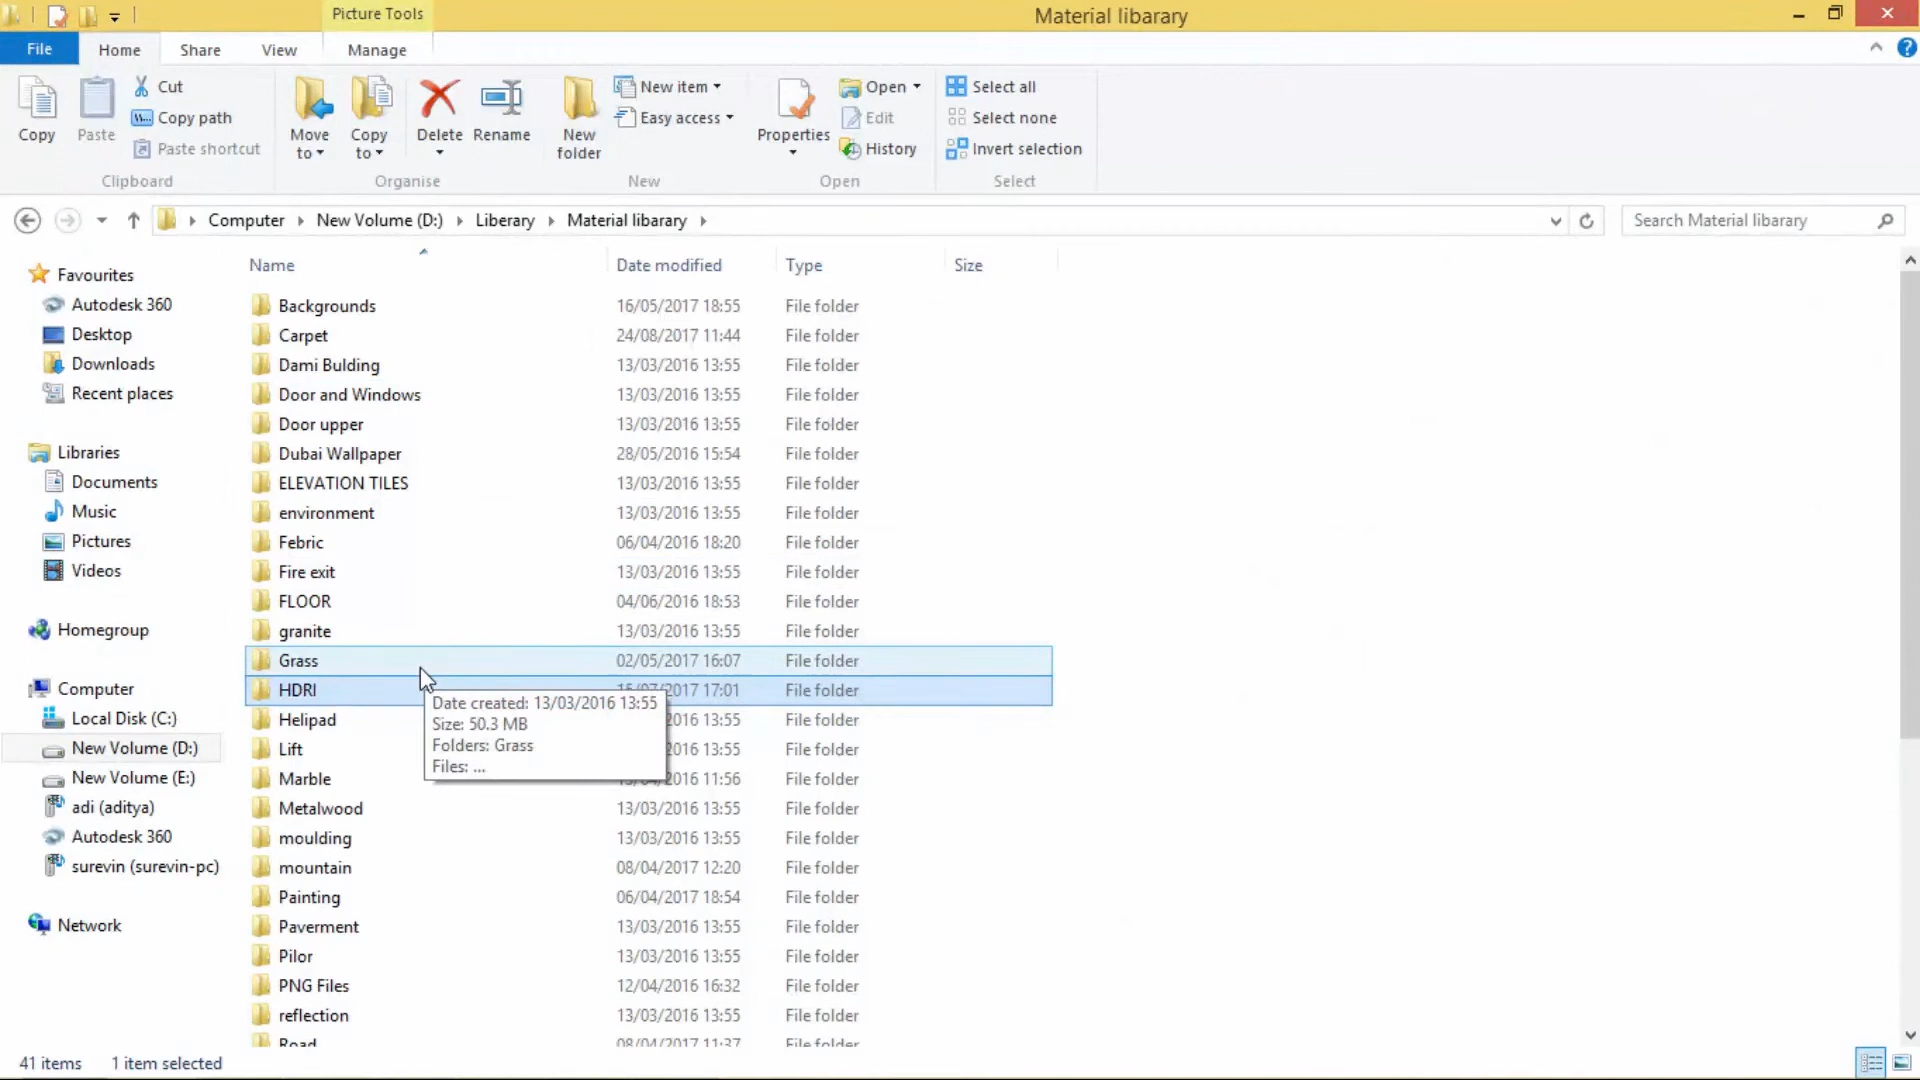 Picture Tools
Material libarary
File
Home
Share
View
Manage
Copy
Paste
Cut
Copy path
Paste shortcut
Clipboard
Move to
Copy to
Delete
Rename
Organise
New folder
New item
Easy access
New
Properties
Open
Edit
History
Open
Select all
Select none
Invert selection
Select
Computer
New Volume (D:)
Liberary
Material libarary
Search Material libarary
Favourites
Autodesk 360
Desktop
Downloads
Recent places
Libraries
Documents
Music
Pictures
Videos
Homegroup
Computer
Local Disk (C:)
New Volume (D:)
New Volume (E:)
adi (aditya)
Autodesk 360
surevin (surevin-pc)
Network
Name Date modified Type Size
Backgrounds 16/05/2017 18:55 File folder
Carpet 24/08/2017 11:44 File folder
Dami Bulding 13/03/2016 13:55 File folder
Door and Windows 13/03/2016 13:55 File folder
Door upper 13/03/2016 13:55 File folder
Dubai Wallpaper 28/05/2016 15:54 File folder
ELEVATION TILES 13/03/2016 13:55 File folder
environment 13/03/2016 13:55 File folder
Febric 06/04/2016 18:20 File folder
Fire exit 13/03/2016 13:55 File folder
FLOOR 04/06/2016 18:53 File folder
granite 13/03/2016 13:55 File folder
Grass 02/05/2017 16:07 File folder
HDRI 15/07/2017 17:01 File folder
Date created: 13/03/2016 13:55
Size: 50.3 MB
Folders: Grass
Files: ...
Helipad 2016 13:55 File folder
Lift 2016 13:55 File folder
Marble 2016 11:56 File folder
Metalwood 13/03/2016 13:55 File folder
moulding 13/03/2016 13:55 File folder
mountain 08/04/2017 12:20 File folder
Painting 06/04/2017 18:54 File folder
Paverment 13/03/2016 13:55 File folder
Pilor 13/03/2016 13:55 File folder
PNG Files 12/04/2017 16:32 File folder
reflection 13/03/2016 13:55 File folder
Road 08/04/2017 11:37 File folder
41 items 1 item selected